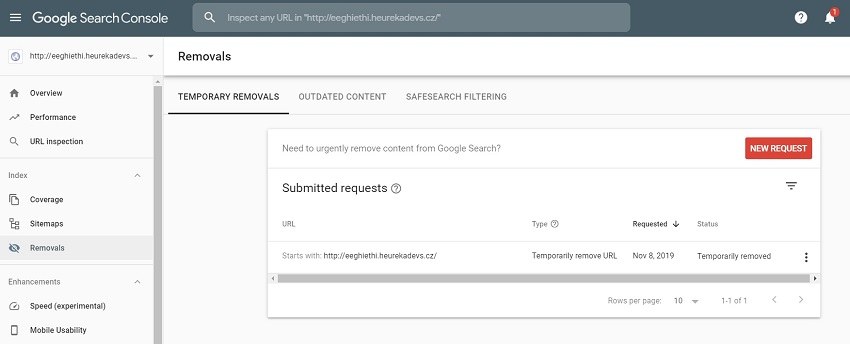 Google Search Console
Inspect any URL in "http://eeghiethi.heurekadevs.cz/"
1
http://eeghiethi.heurekadevs....
Removals
Overview
Performance
URL inspection
Index
Coverage
Sitemaps
Removals
Enhancements
Speed (experimental)
Mobile Usability
TEMPORARY REMOVALS OUTDATED CONTENT SAFESEARCH FILTERING
Need to urgently remove content from Google Search? NEW REQUEST
Submitted requests
URL Type Requested Status
Starts with: http://eeghiethi.heurekadevs.cz/ Temporarily remove URL Nov 8, 2019 Temporarily removed
Rows per page: 10 1-1 of 1